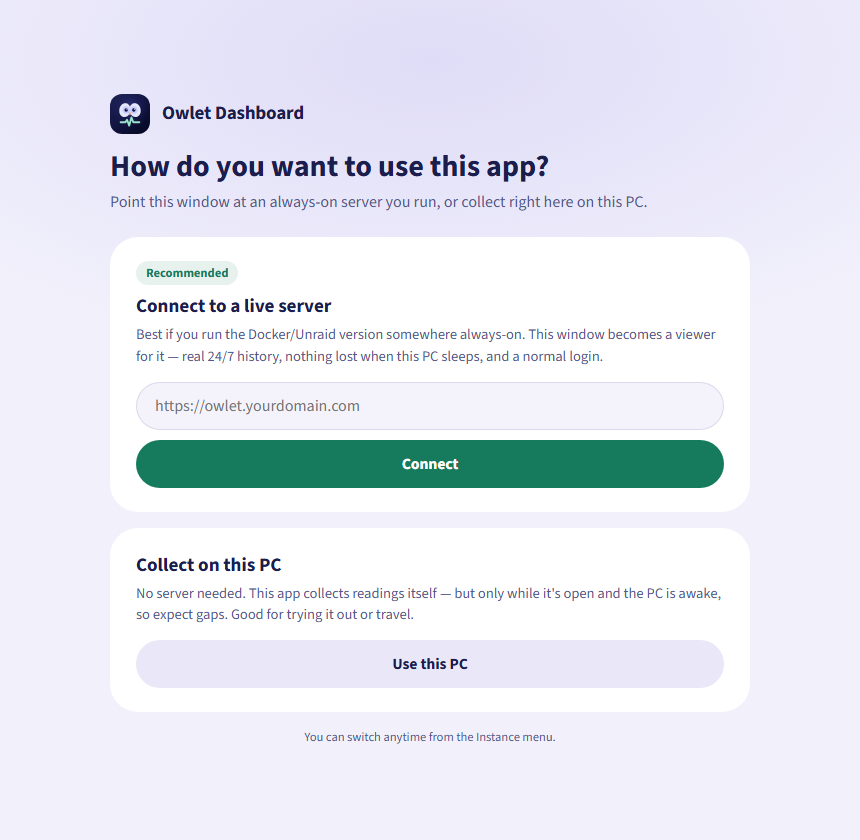 Owlet Dashboard
How do you want to use this app?
Point this window at an always-on server you run, or collect right here on this PC.
Recommended
Connect to a live server
Best if you run the Docker/Unraid version somewhere always-on. This window becomes a viewer
for it — real 24/7 history, nothing lost when this PC sleeps, and a normal login.
https://owlet.yourdomain.com
Connect
Collect on this PC
No server needed. This app collects readings itself — but only while it's open and the PC is awake,
so expect gaps. Good for trying it out or travel.
Use this PC
You can switch anytime from the Instance menu.